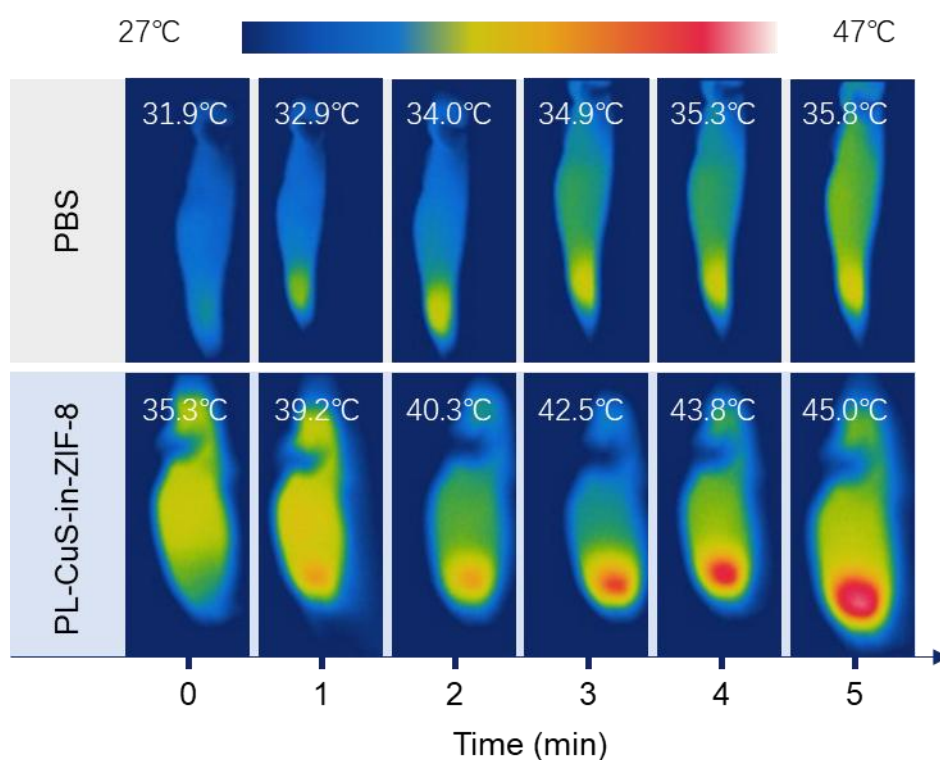 27℃ 47℃
PBS
31.9℃ 32.9℃ 34.0℃ 34.9℃ 35.3℃ 35.8℃
PL-CuS-in-ZIF-8
35.3℃ 39.2℃ 40.3℃ 42.5℃ 43.8℃ 45.0℃
0 1 2 3 4 5
Time (min)